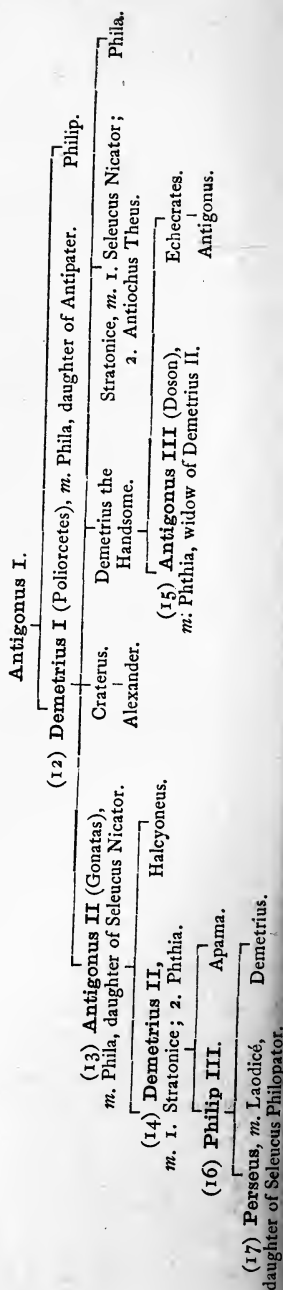 Antigonus I.
(12) Demetrius I (Poliorcetes), m. Phila, daughter of Antipater.
Philip.
(13) Antigonus II (Gonatas),
m. Phila, daughter of Seleucus Nicator.
Craterus.
Alexander.
Demetrius the
Handsome.
Stratonice, m. 1. Seleucus Nicator;
2. Antiochus Theus.
Phila.
(14) Demetrius II,
m. 1. Stratonice; 2. Phthia.
Halcyoneus.
(15) Antigonus III (Doson),
m: Phthia, widow of Demetrius II.
Echecrates.
Antigonus.
(16) Philip III.
Apama.
(17) Perseus, m. Laodicé,
daughter of Seleucus Philopator.
Demetrius.